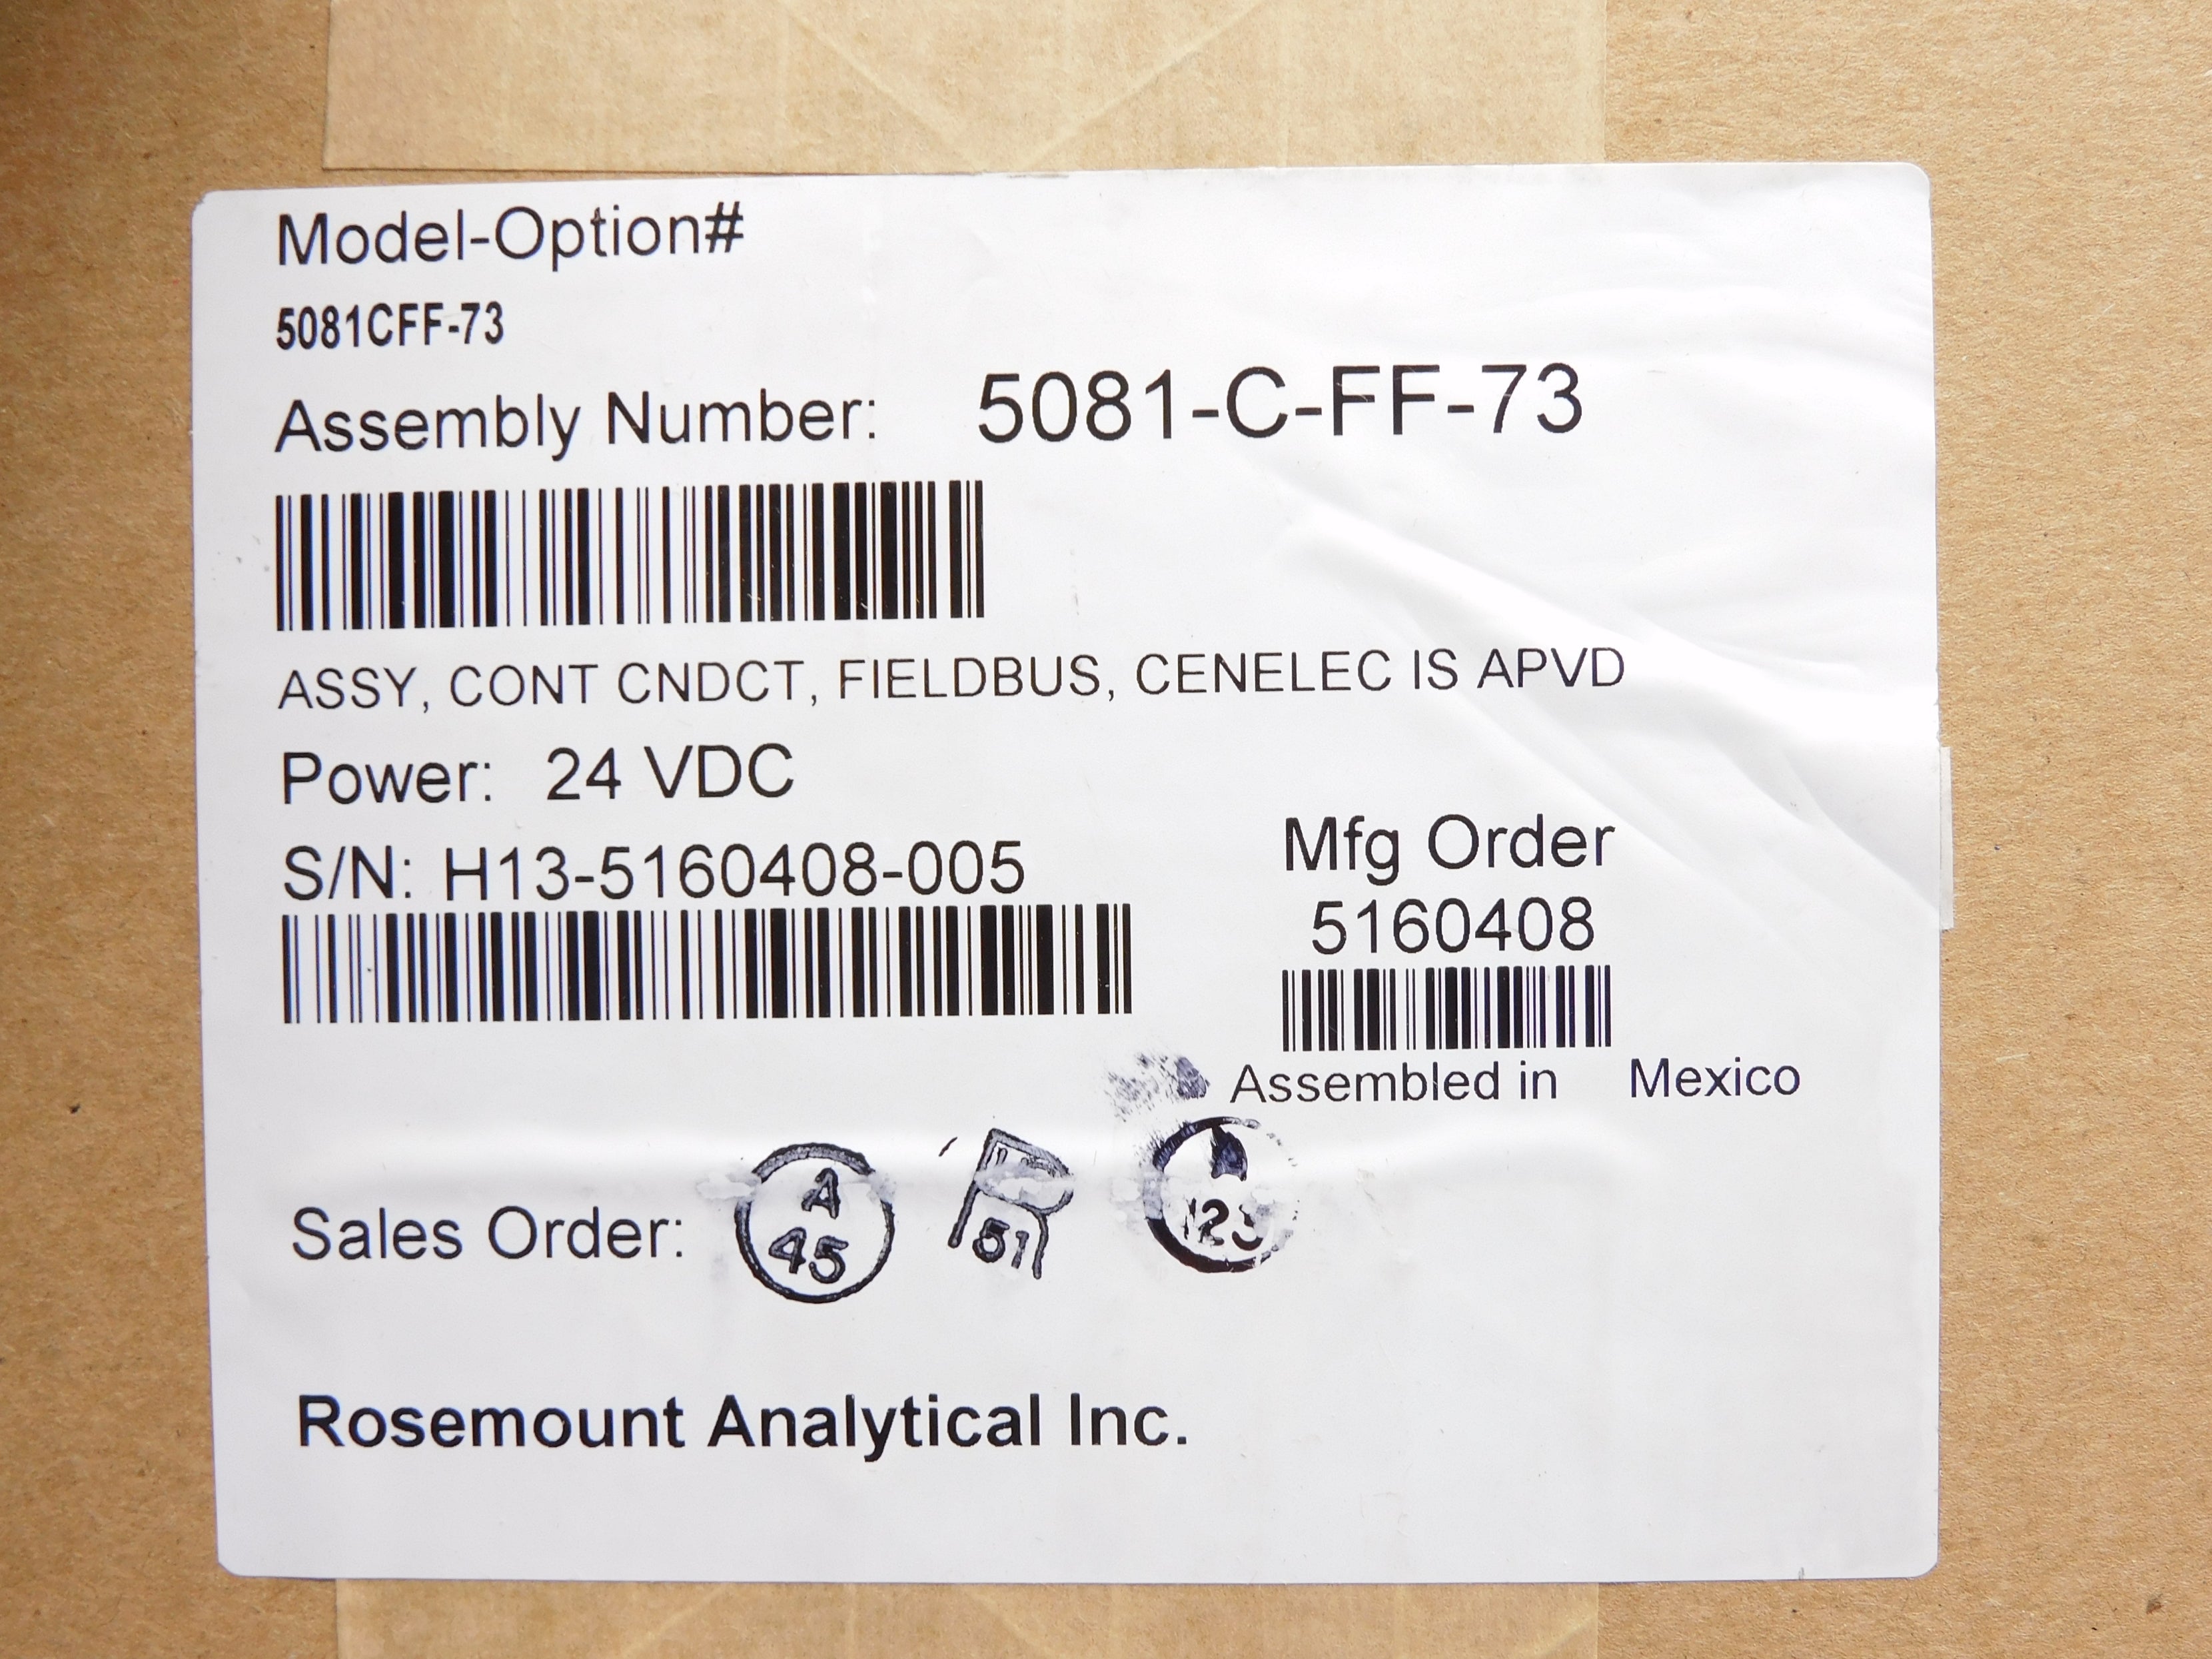 Model-Option#
5081CFF-73
Assembly Number: 5081-C-FF-73
ASSY, CONT CNDCT, FIELDBUS, CENELEC IS APVD
Power: 24 VDC
S/N: H13-5160408-005
Mfg Order
5160408
Assembled in Mexico
Sales Order:
A
45
51
123
Rosemount Analytical Inc.